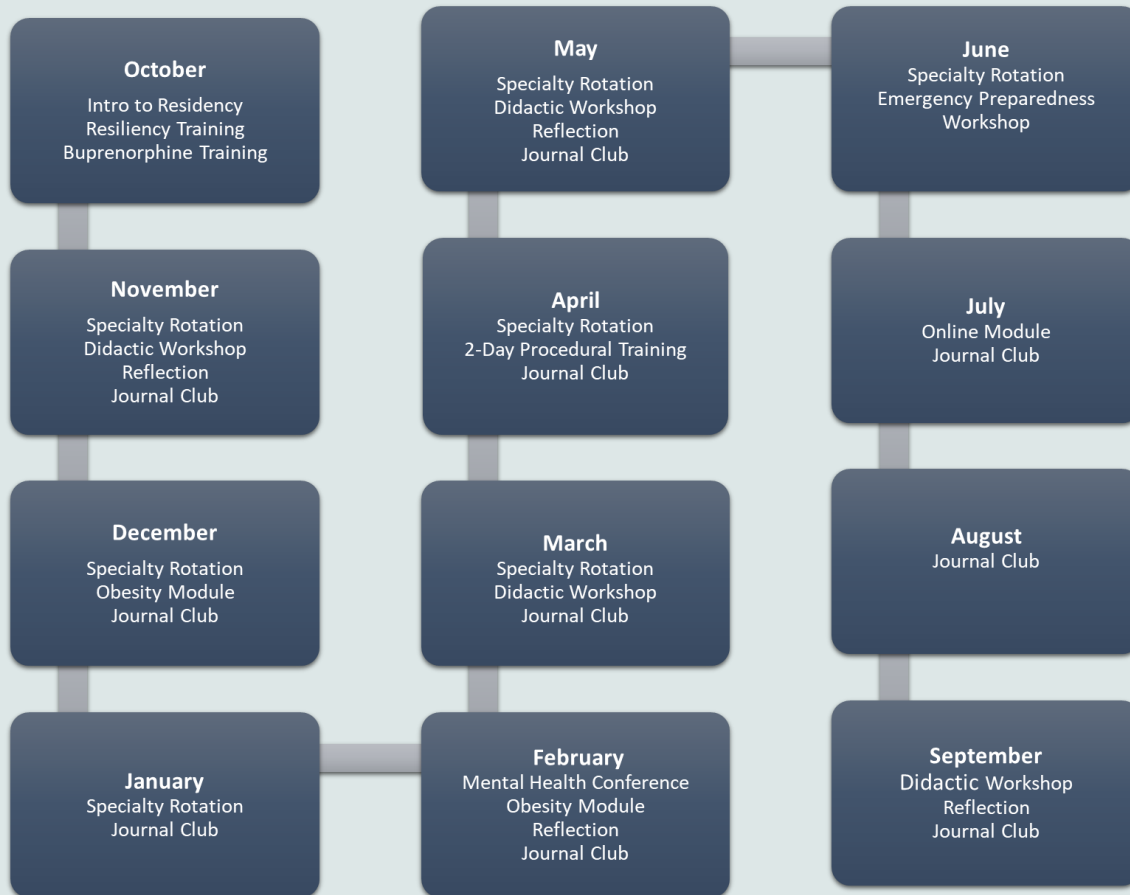 October
Intro to Residency
Resiliency Training
Buprenorphine Training
November
Specialty Rotation
Didactic Workshop
Reflection
Journal Club
December
Specialty Rotation
Obesity Module
Journal Club
January
Specialty Rotation
Journal Club
February
Mental Health Conference
Obesity Module
Reflection
Journal Club
March
Specialty Rotation
Didactic Workshop
Journal Club
April
Specialty Rotation
2-Day Procedural Training
Journal Club
May
Specialty Rotation
Didactic Workshop
Reflection
Journal Club
June
Specialty Rotation
Emergency Preparedness
Workshop
July
Online Module
Journal Club
August
Journal Club
September
Didactic Workshop
Reflection
Journal Club